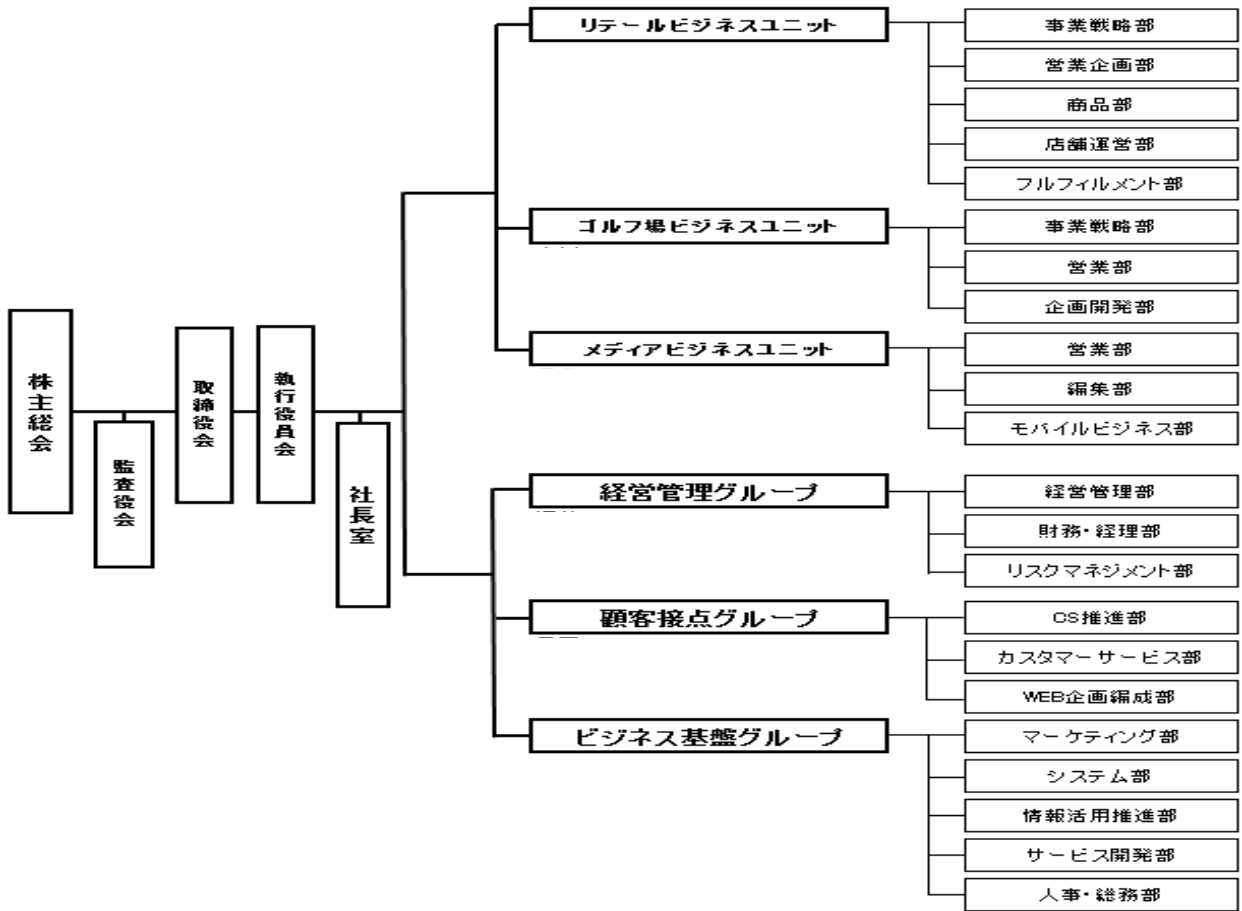 株主総会
監査役会
取締役会
執行役員会
社長室
リテールビジネスユニット
事業戦略部
営業企画部
商品部
店舗運営部
フルフィルメント部
ゴルフ場ビジネスユニット
事業戦略部
営業部
企画開発部
メディアビジネスユニット
営業部
編集部
モバイルビジネス部
経営管理グループ
経営管理部
財務・経理部
リスクマネジメント部
顧客接点グループ
CS推進部
カスタマーサービス部
WEB企画編成部
ビジネス基盤グループ
マーケティング部
システム部
情報活用推進部
サービス開発部
人事・総務部